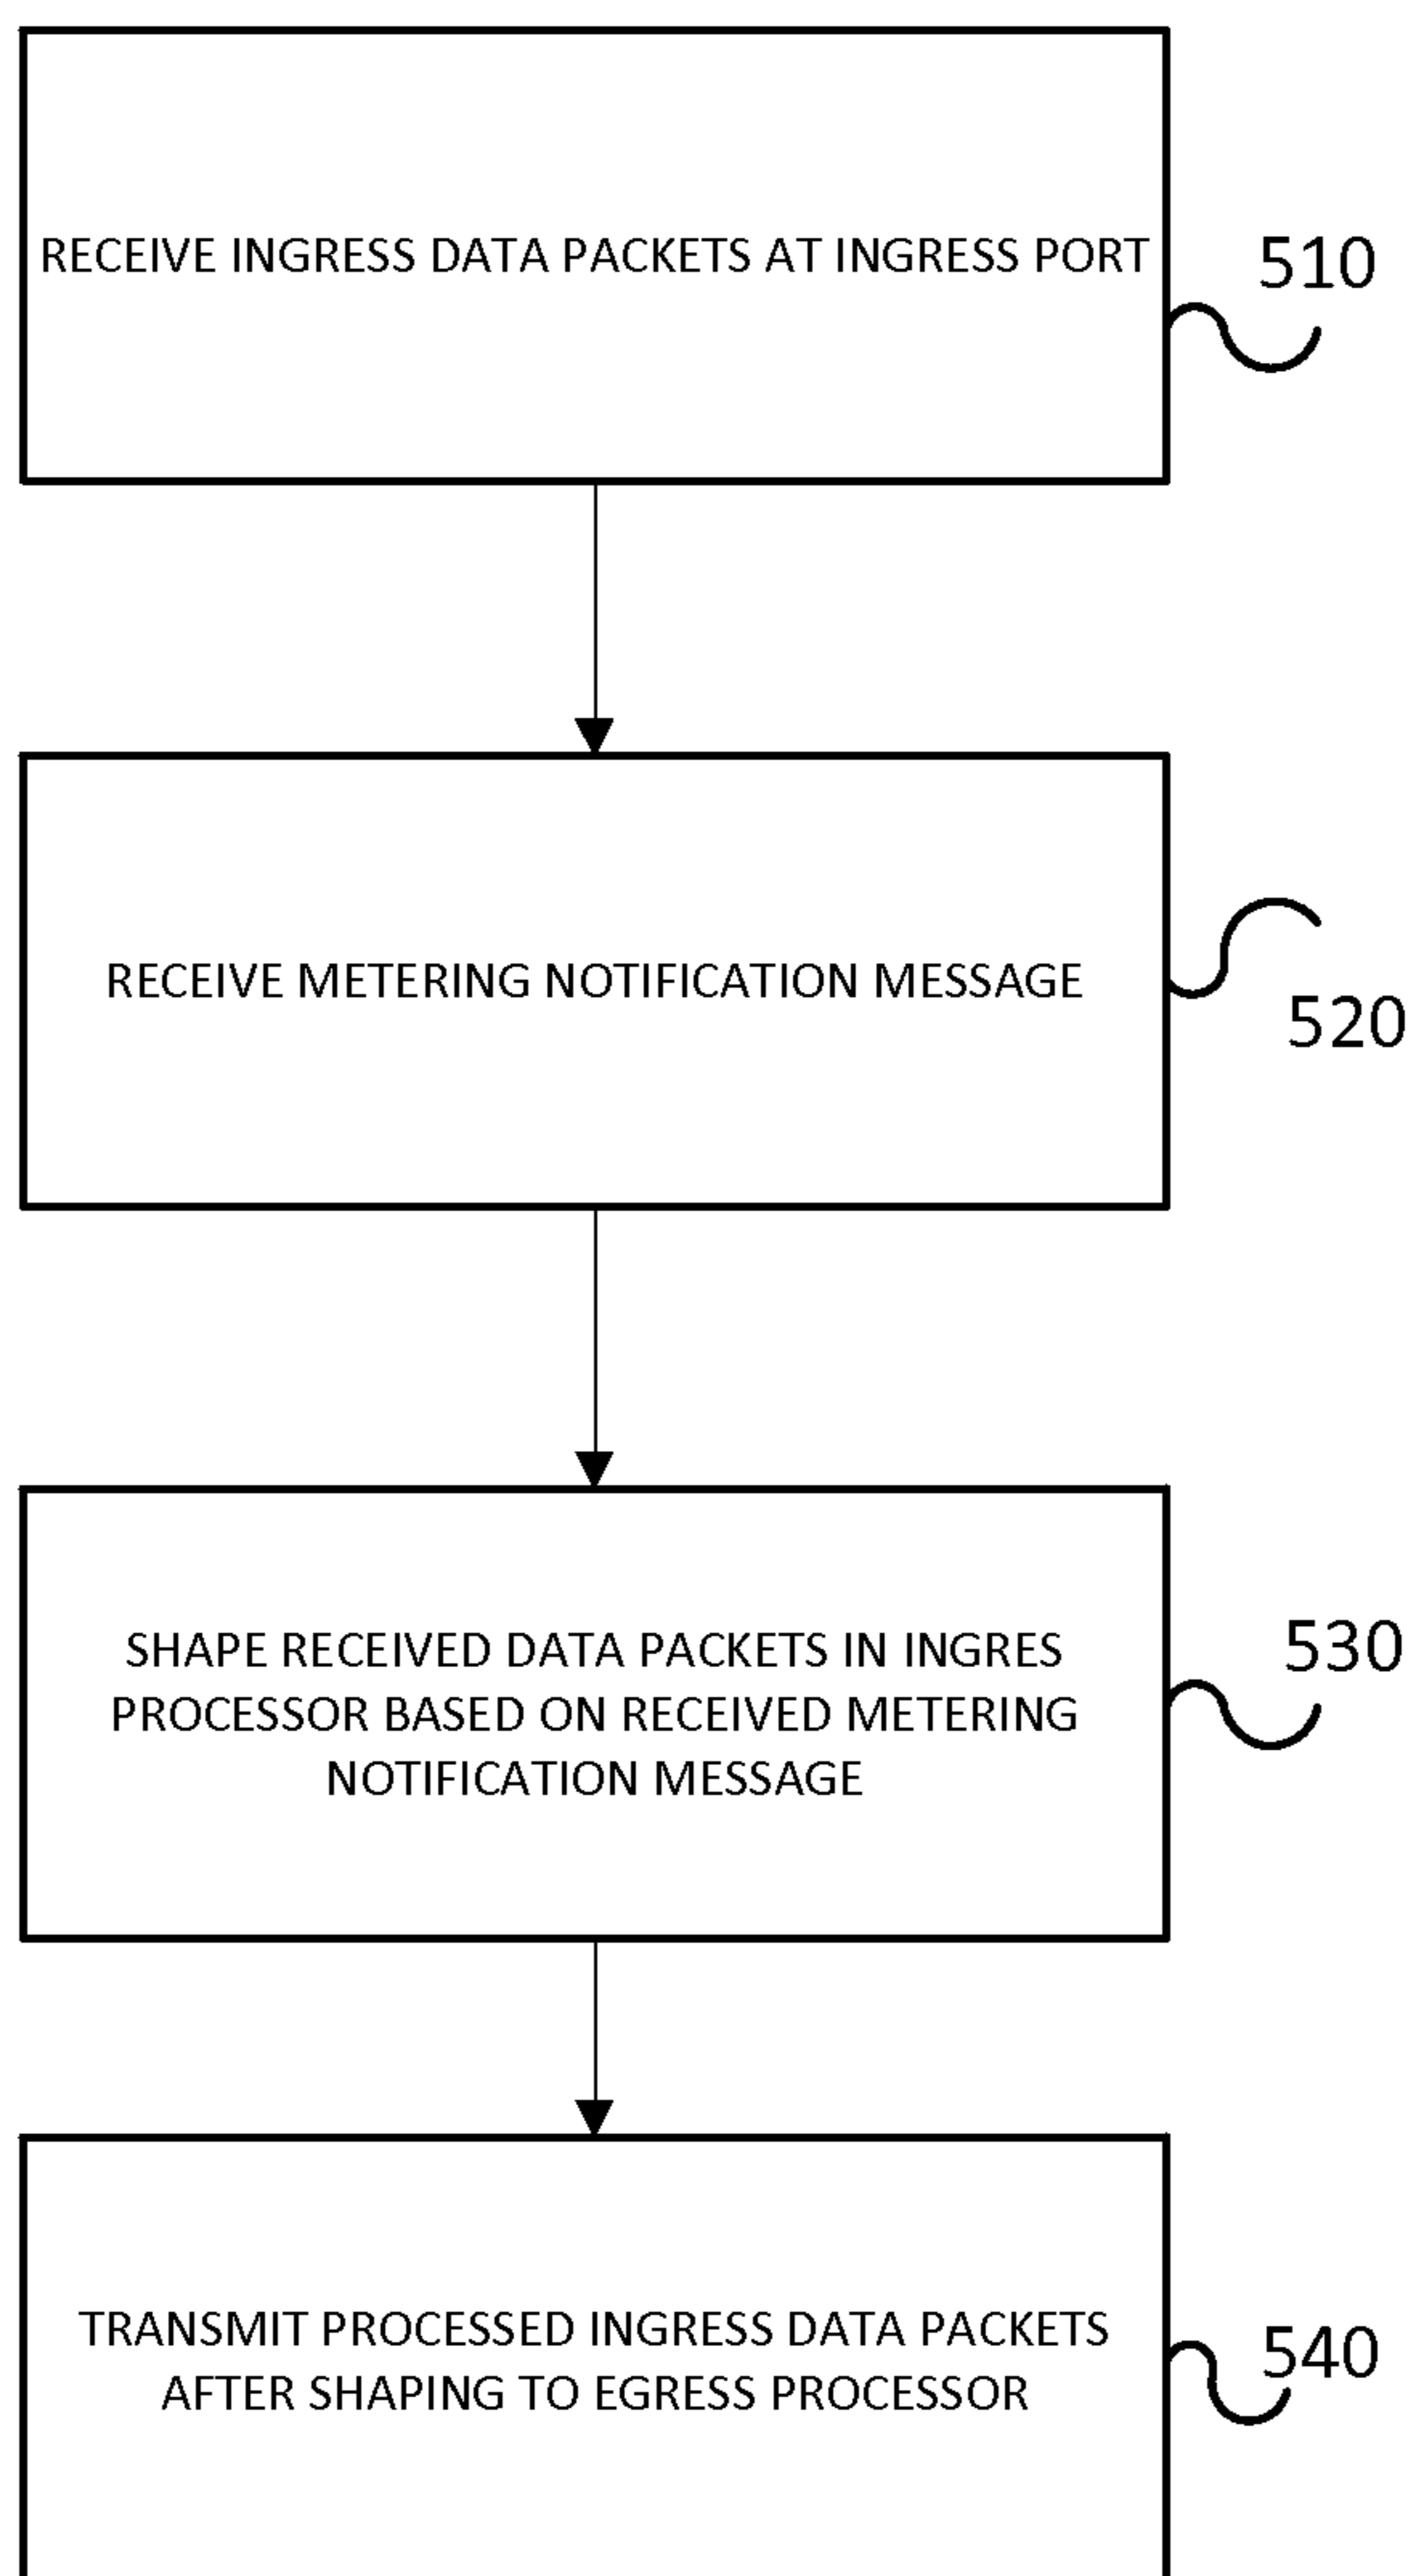 RECEIVE INGRESS DATA PACKETS AT INGRESS PORT
510
RECEIVE METERING NOTIFICATION MESSAGE
520
SHAPE RECEIVED DATA PACKETS IN INGRES
PROCESSOR BASED ON RECEIVED METERING
NOTIFICATION MESSAGE
530
TRANSMIT PROCESSED INGRESS DATA PACKETS
AFTER SHAPING TO EGRESS PROCESSOR
540